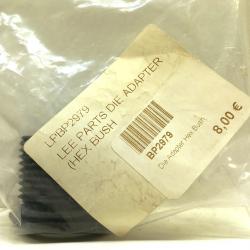 LPBP2979
LEE PARTS DIE ADAPTER
(HEX BUSH
BP2979
Die Adapter Hex Bush,
8,00 €